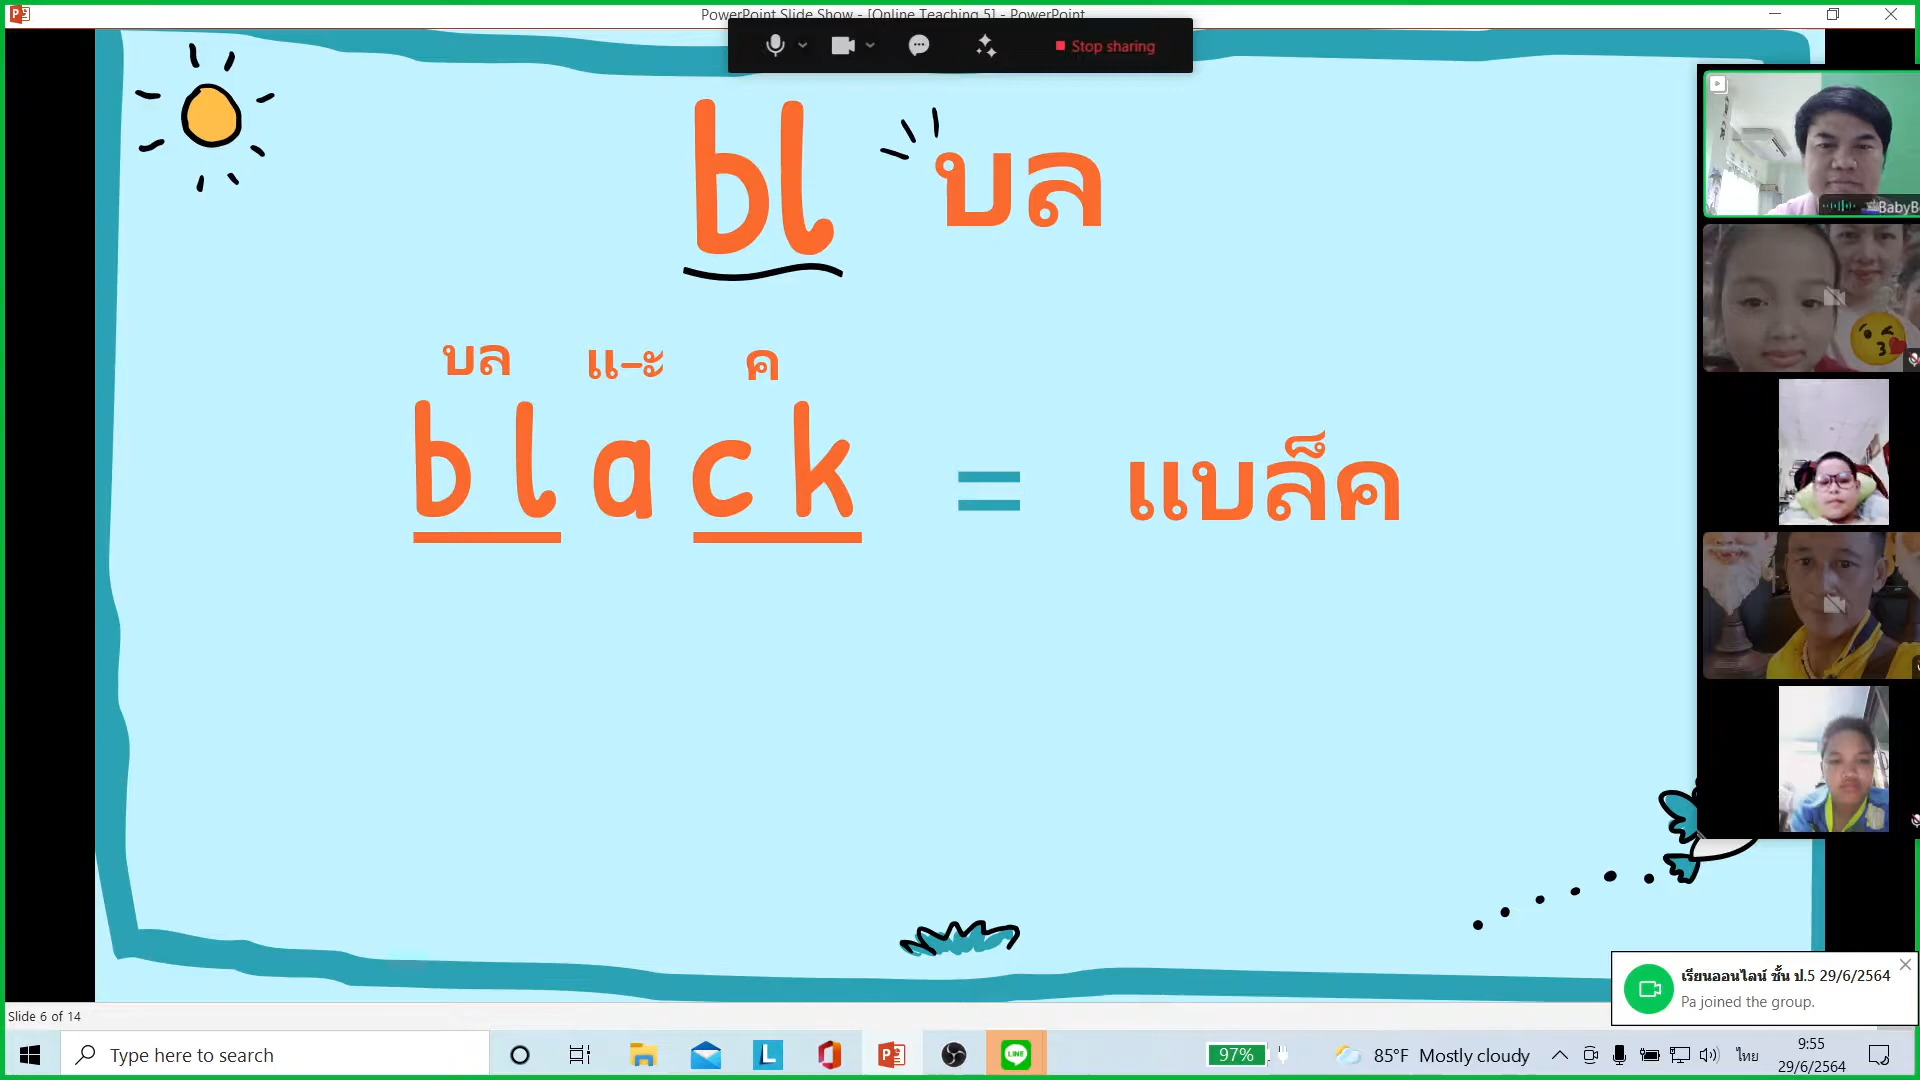 PowerPoint Slide Show - [Online Teaching 5] - PowerPoint
Stop sharing
bl บล
บล แ-ะ ค
black = แบล็ค
เรียนออนไลน์ ชั้น ป.5 29/6/2564
Pa joined the group.
Slide 6 of 14
Type here to search
L
LINE
97%
85°F Mostly cloudy
ไทย
9:55
29/6/2564